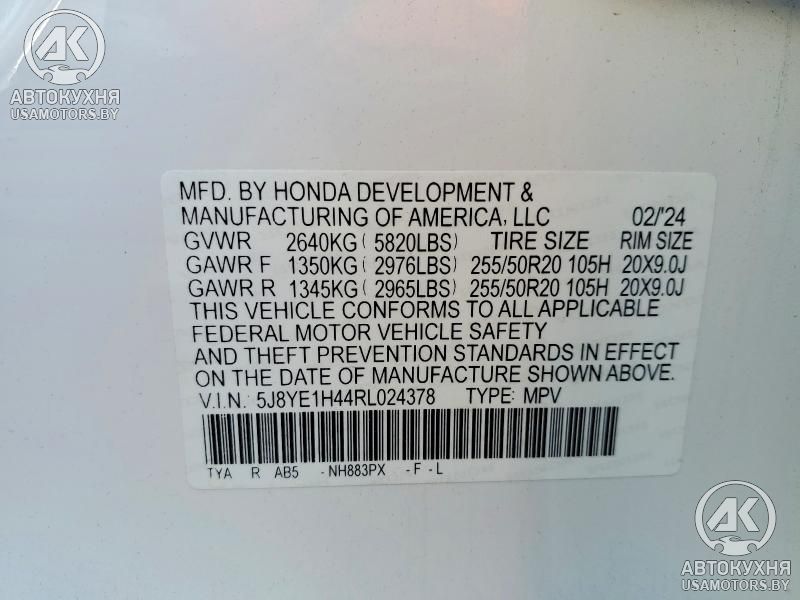 AK
АВТОКУХНЯ
USAMOTORS.BY
MFD. BY HONDA DEVELOPMENT &
MANUFACTURING OF AMERICA, LLC 02/'24
GVWR 2640KG (5820LBS) TIRE SIZE RIM SIZE
GAWR F 1350KG (2976LBS) 255/50R20 105H 20X9.0J
GAWR R 1345KG (2965LBS) 255/50R20 105H 20X9.0J
THIS VEHICLE CONFORMS TO ALL APPLICABLE
FEDERAL MOTOR VEHICLE SAFETY
AND THEFT PREVENTION STANDARDS IN EFFECT
ON THE DATE OF MANUFACTURE SHOWN ABOVE.
V.I.N. 5J8YE1H44RL024378 TYPE: MPV
TYA R AB5 -NH883PX -F-L
AK
АВТОКУХНЯ
USAMOTORS.BY